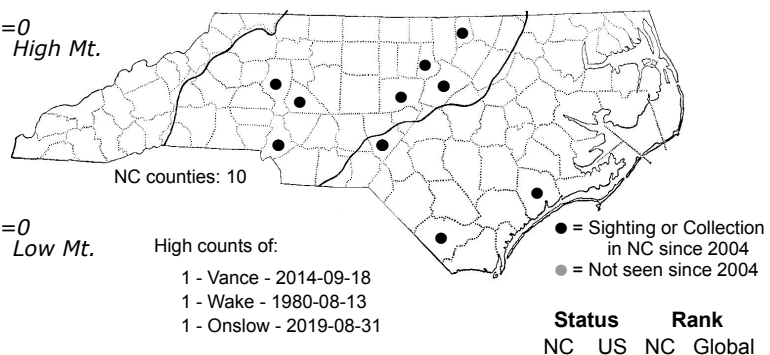 =0
High Mt.
NC counties: 10
=0
Low Mt.
High counts of:
1 - Vance - 2014-09-18
1 - Wake - 1980-08-13
1 - Onslow - 2019-08-31
● = Sighting or Collection
in NC since 2004
● = Not seen since 2004
Status Rank
NC US NC Global